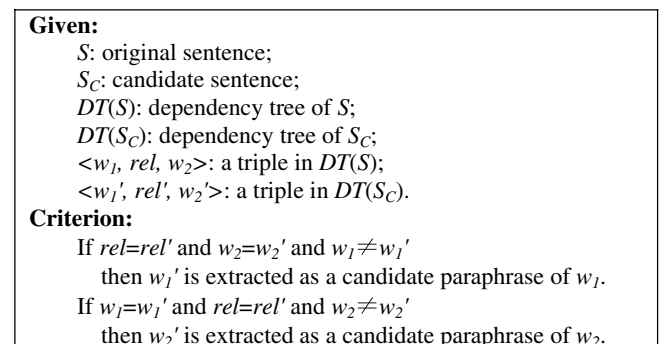 Given:
S: original sentence;
S_C: candidate sentence;
DT(S): dependency tree of S;
DT(S_C): dependency tree of S_C;
<w_1, rel, w_2>: a triple in DT(S);
<w_1', rel', w_2'>: a triple in DT(S_C).
Criterion:
If rel=rel' and w_2=w_2' and w_1≠w_1'
then w_1' is extracted as a candidate paraphrase of w_1.
If w_1=w_1' and rel=rel' and w_2≠w_2'
then w_2' is extracted as a candidate paraphrase of w_2.